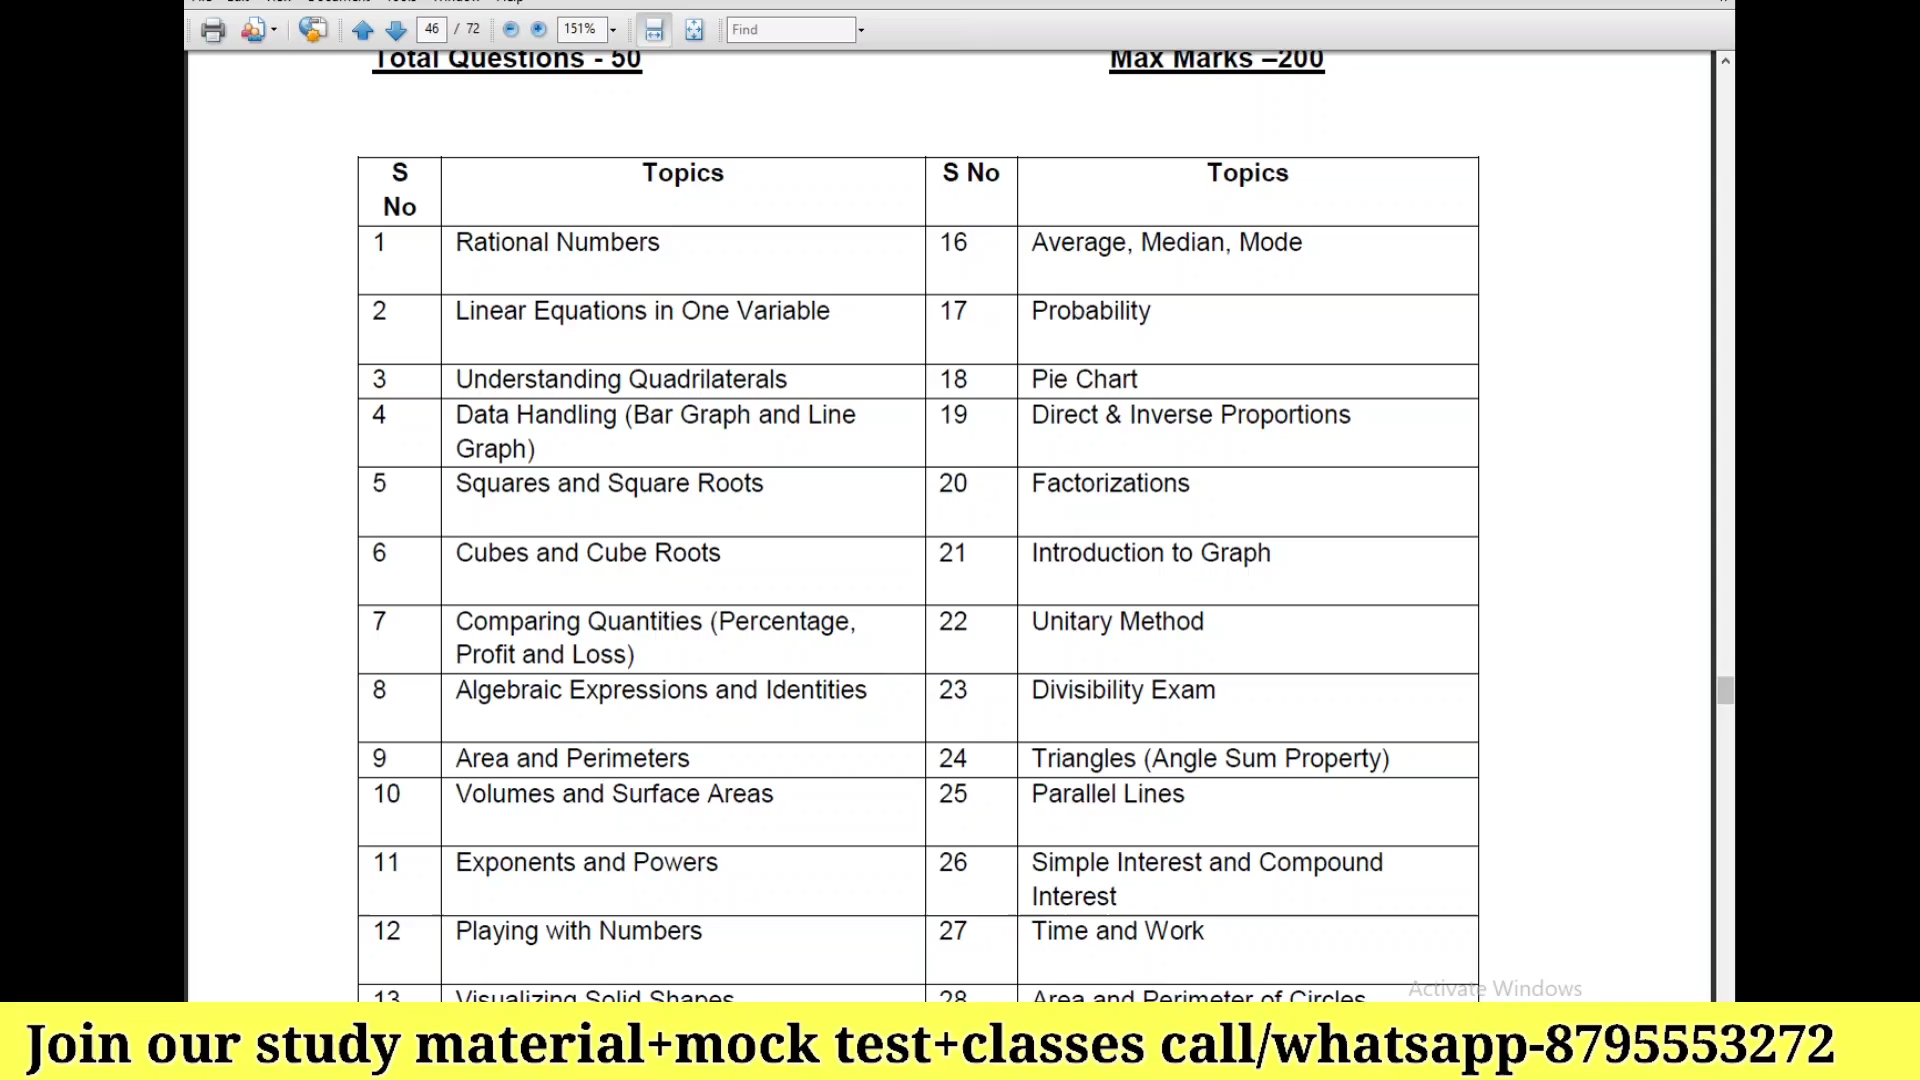 46 / 72 151% Find
Total Questions - 50 Max Marks –200
S No Topics S No Topics
1 Rational Numbers 16 Average, Median, Mode
2 Linear Equations in One Variable 17 Probability
3 Understanding Quadrilaterals 18 Pie Chart
4 Data Handling (Bar Graph and Line 19 Direct & Inverse Proportions
Graph)
5 Squares and Square Roots 20 Factorizations
6 Cubes and Cube Roots 21 Introduction to Graph
7 Comparing Quantities (Percentage, 22 Unitary Method
Profit and Loss)
8 Algebraic Expressions and Identities 23 Divisibility Exam
9 Area and Perimeters 24 Triangles (Angle Sum Property)
10 Volumes and Surface Areas 25 Parallel Lines
11 Exponents and Powers 26 Simple Interest and Compound
Interest
12 Playing with Numbers 27 Time and Work
13 Visualizing Solid Shapes 28 Area and Perimeter of Circles
Activate Windows
Join our study material+mock test+classes call/whatsapp-8795553272